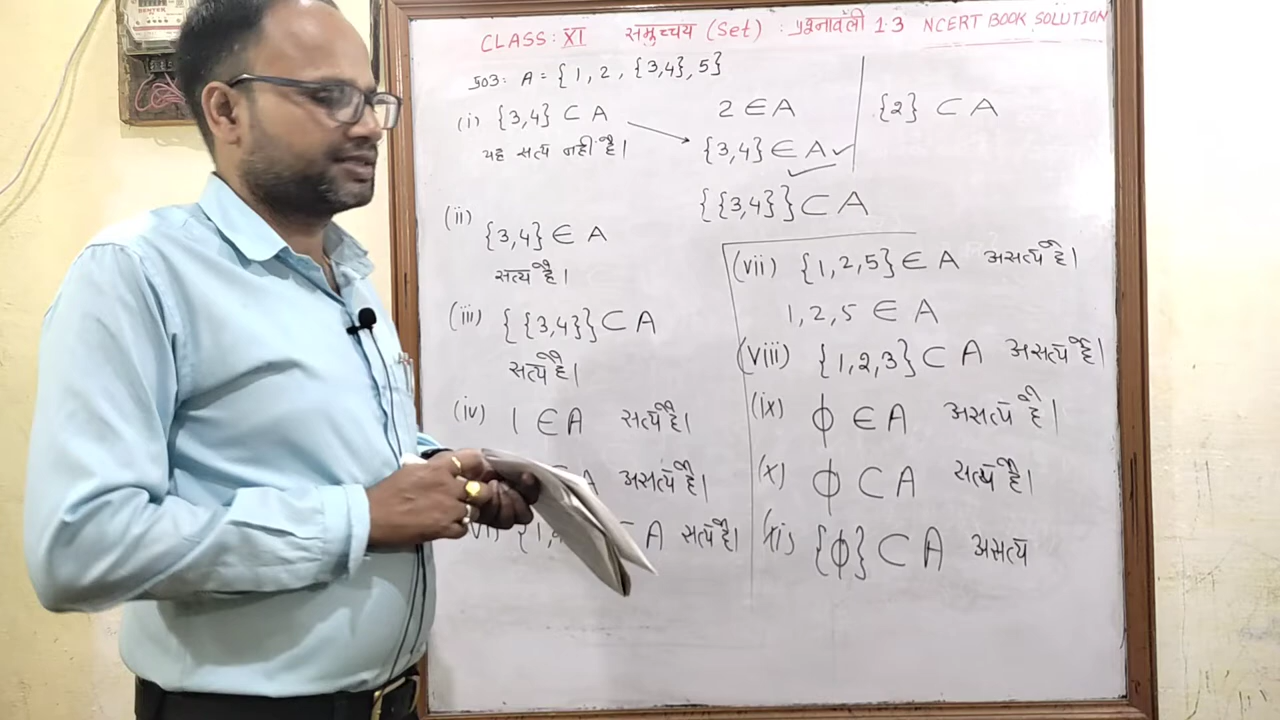 CLASS: XI समुच्चय (Set) : प्रश्नावली 1.3 NCERT BOOK SOLUTION
प्र03: A = { 1, 2, {3,4}, 5}
(i) {3,4} ⊂ A
यह सत्य नहीं है।
2 ∈ A
{3,4} ∈ A ✓
{2} ⊂ A
{{3,4}} ⊂ A
(ii) {3,4} ∈ A
सत्य है।
(iii) { {3,4}} ⊂ A
सत्य है।
(iv) 1 ∈ A सत्य है।
A असत्य है।
{1, A सत्य है।
(vii) {1,2,5} ∈ A असत्य है।
1,2,5 ∈ A
(viii) {1,2,3} ⊂ A असत्य है।
(ix) ϕ ∈ A असत्य है।
(x) ϕ ⊂ A सत्य है।
(xi) {ϕ} ⊂ A असत्य